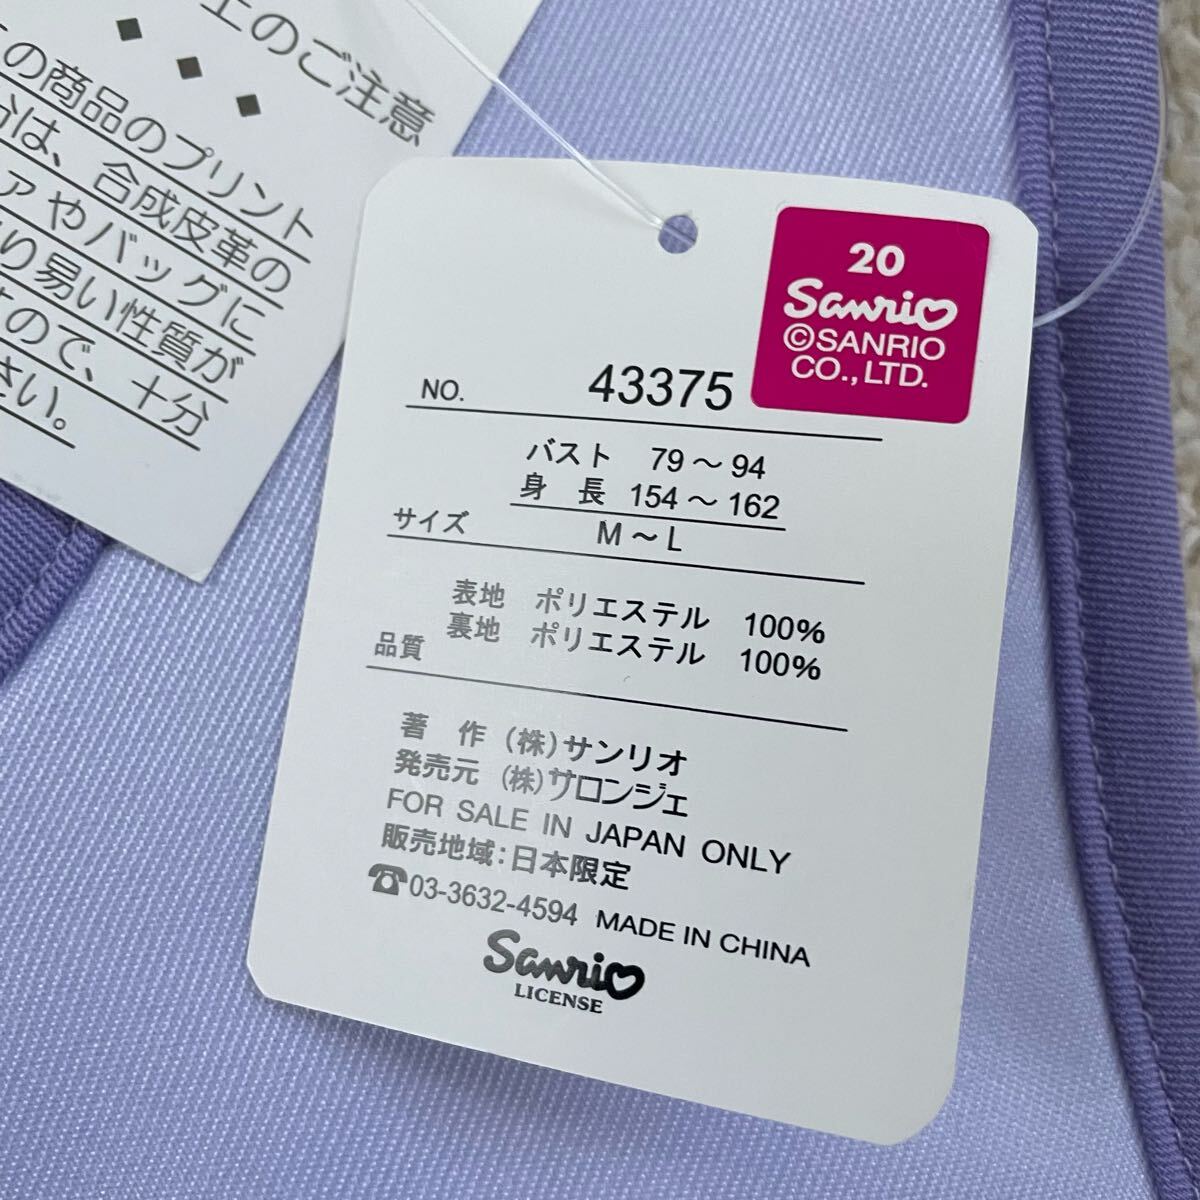 上のご注意
◆ ◆ ◆
の商品のプリント
は、合成皮革の
アやバッグに
り易い性質が
ので、十分
さい。
20
Sanrio
©SANRIO
CO.,LTD.
NO. 43375
バスト 79～94
身 長 154～162
サイズ M～L
表地 ポリエステル 100%
裏地 ポリエステル 100%
品質
著 作 (株)サンリオ
発売元 (株)サロンジェ
FOR SALE IN JAPAN ONLY
販売地域:日本限定
☎03-3632-4594 MADE IN CHINA
Sanrio
LICENSE